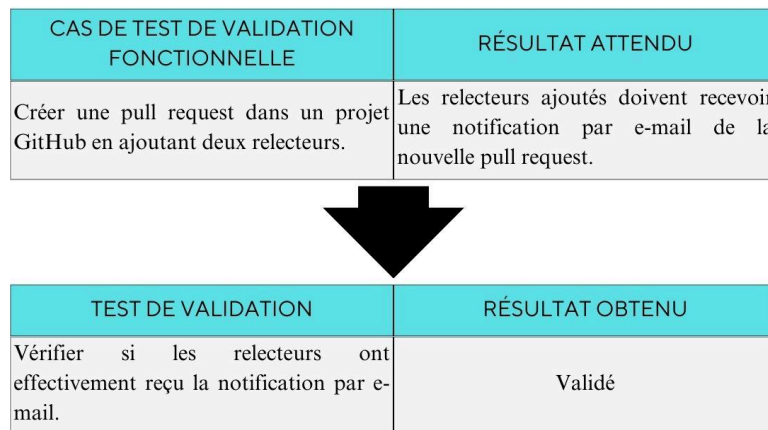 CAS DE TEST DE VALIDATION
FONCTIONNELLE
RÉSULTAT ATTENDU
Créer une pull request dans un projet
GitHub en ajoutant deux relecteurs.
Les relecteurs ajoutés doivent recevoir
une notification par e-mail de la
nouvelle pull request.
TEST DE VALIDATION
RÉSULTAT OBTENU
Vérifier si les relecteurs ont
effectivement reçu la notification par e-
mail.
Validé